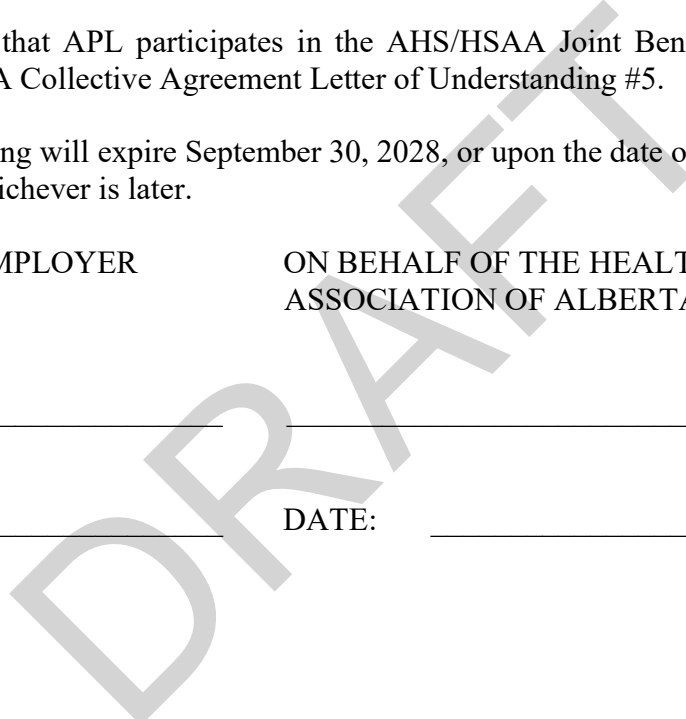 that APL participates in the AHS/HSAA Joint Ben
A Collective Agreement Letter of Understanding #5.
ng will expire September 30, 2028, or upon the date o
ichever is later.
MPLOYER ON BEHALF OF THE HEALT
ASSOCIATION OF ALBERTA
DATE:
DRAFT